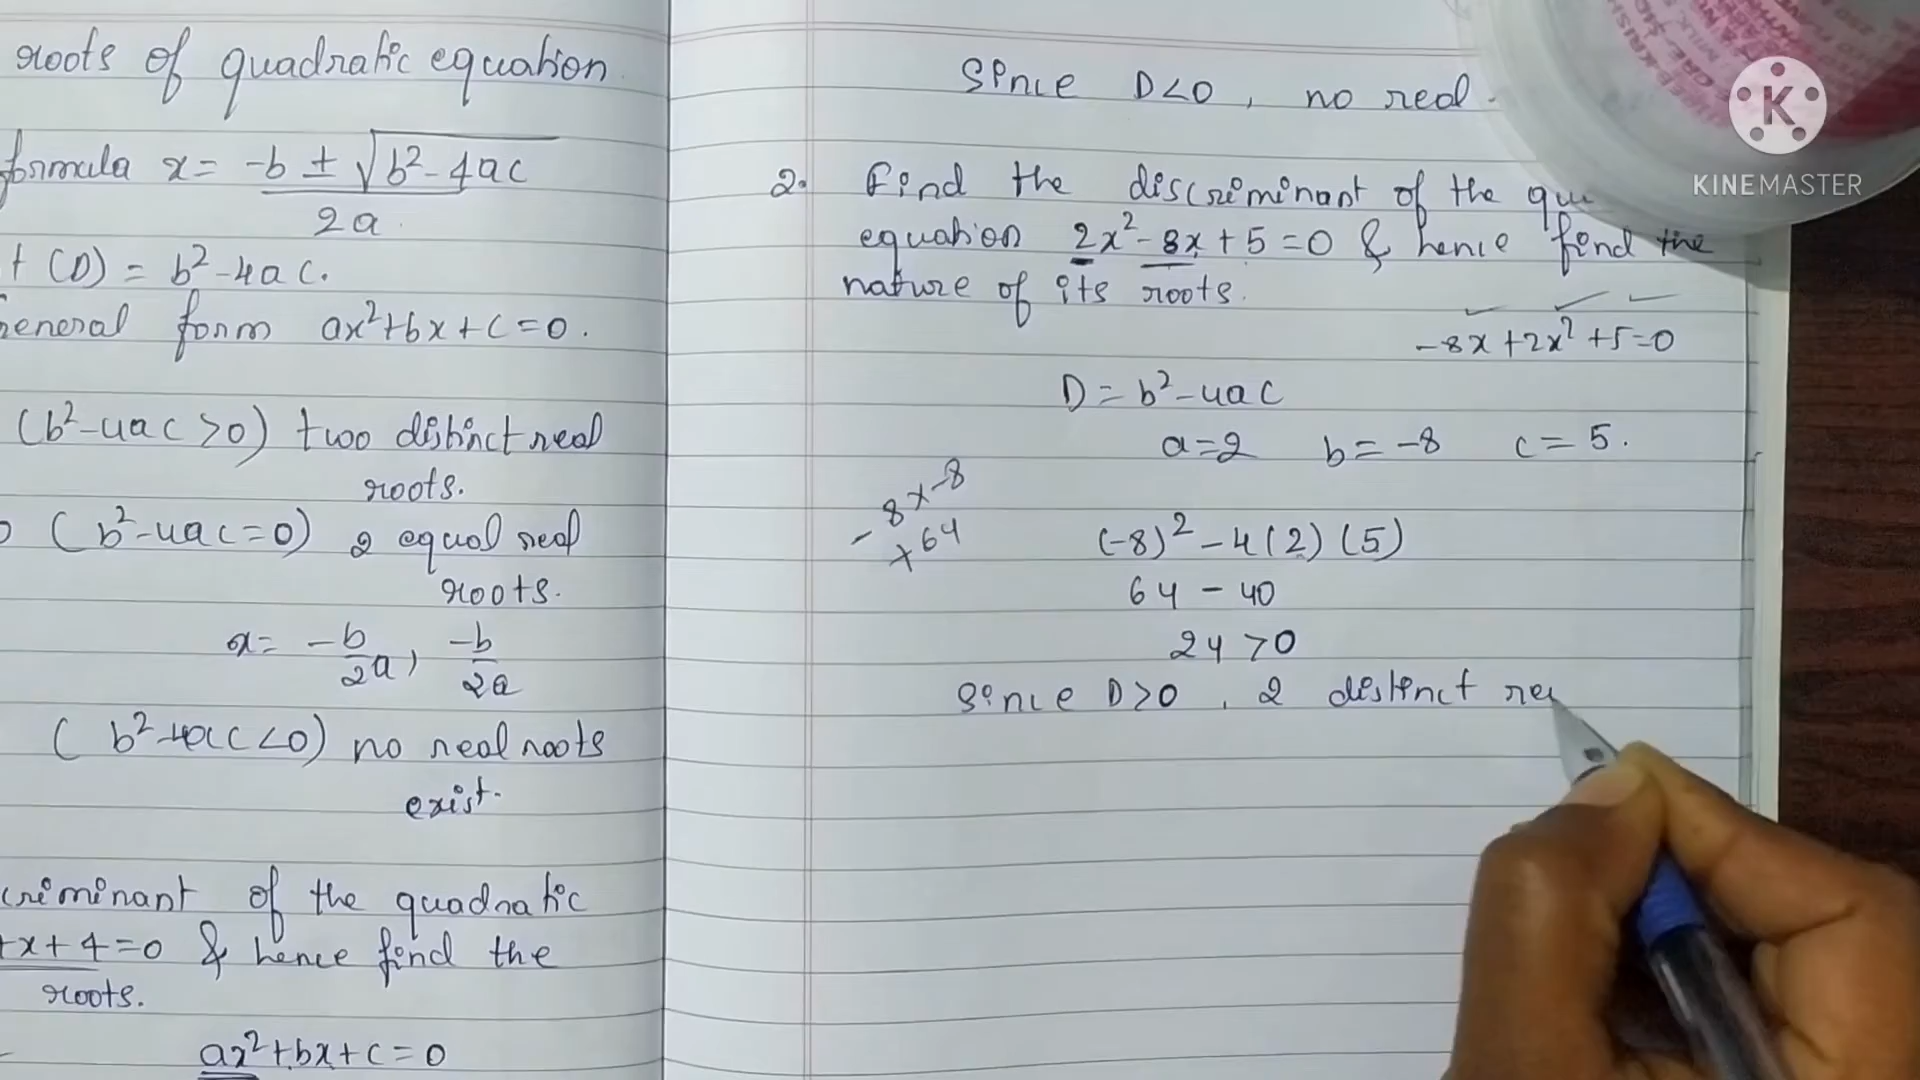 roots of quadratic equation
formula x = -b ± √b² - 4ac
2a
t (D) = b² - 4ac.
General form ax² + bx + c = 0.
(b² - 4ac > 0) two distinct real
roots.
(b² - 4ac = 0) 2 equal real
roots.
x = -b/2a, -b/2a
(b² - 4ac < 0) no real roots
exist.
criminant of the quadratic
+x + 4 = 0 & hence find the
roots.
ax² + bx + c = 0
Since D < 0, no real
2. Find the discriminant of the qu
equation 2x² - 8x + 5 = 0 & hence find the
nature of its roots.
-8x + 2x² + 5 = 0
D = b² - 4ac
a = 2 b = -8 c = 5.
-8 x -8
+64
(-8)² - 4(2)(5)
64 - 40
24 > 0
Since D > 0, 2 distinct re
KINEMASTER